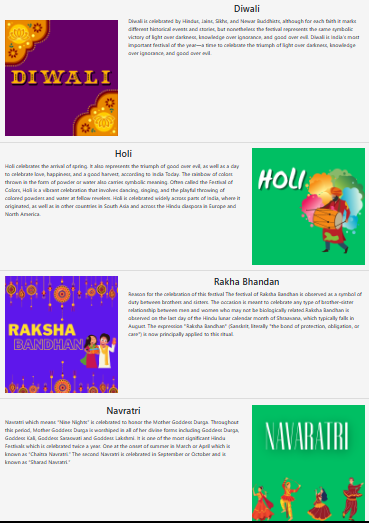 Diwali
Diwali is celebrated by Hindus, Jains, Sikhs, and Newar Buddhists, although for each faith it marks
different historical events and stories, but nonetheless the festival represents the same symbolic
victory of light over darkness, knowledge over ignorance, and good over evil. Diwali is India's most
important festival of the year—a time to celebrate the triumph of light over darkness, knowledge
over ignorance, and good over evil.
DIWALI
Holi
Holi celebrates the arrival of spring. It also represents the triumph of good over evil, as well as a day
to celebrate love, happiness, and a good harvest, according to India Today. The rainbow of colors
thrown in the form of powder or water also carries symbolic meaning. Often called the Festival of
Colors, Holi is a vibrant celebration that involves dancing, singing, and the playful throwing of
colored powders and water at fellow revelers. Holi is celebrated widely across parts of India, where it
originated, as well as in other countries in South Asia and across the Hindu diaspora in Europe and
North America.
HOLI
Rakha Bhandan
Reason for the celebration of this festival The festival of Raksha Bandhan is observed as a symbol of
duty between brothers and sisters. The occasion is meant to celebrate any type of brother-sister
relationship between men and women who may not be biologically related Raksha Bandhan is
observed on the last day of the Hindu lunar calendar month of Shraavana, which typically falls in
August. The expression "Raksha Bandhan" (Sanskrit, literally "the bond of protection, obligation, or
care") is now principally applied to this ritual.
RAKSHA
BANDHAN
Navratri
Navratri which means "Nine Nights" is celebrated to honor the Mother Goddess Durga. Throughout
this period, Mother Goddess Durga is worshiped in all of her divine forms including Goddess Durga,
Goddess Kali, Goddess Saraswati and Goddess Lakshmi. It is one of the most significant Hindu
Festivals which is celebrated twice a year. One at the onset of summer in March or April which is
known as "Chaitra Navratri." The second Navratri is celebrated in September or October and is
known as "Sharad Navratri."
NAVARATRI